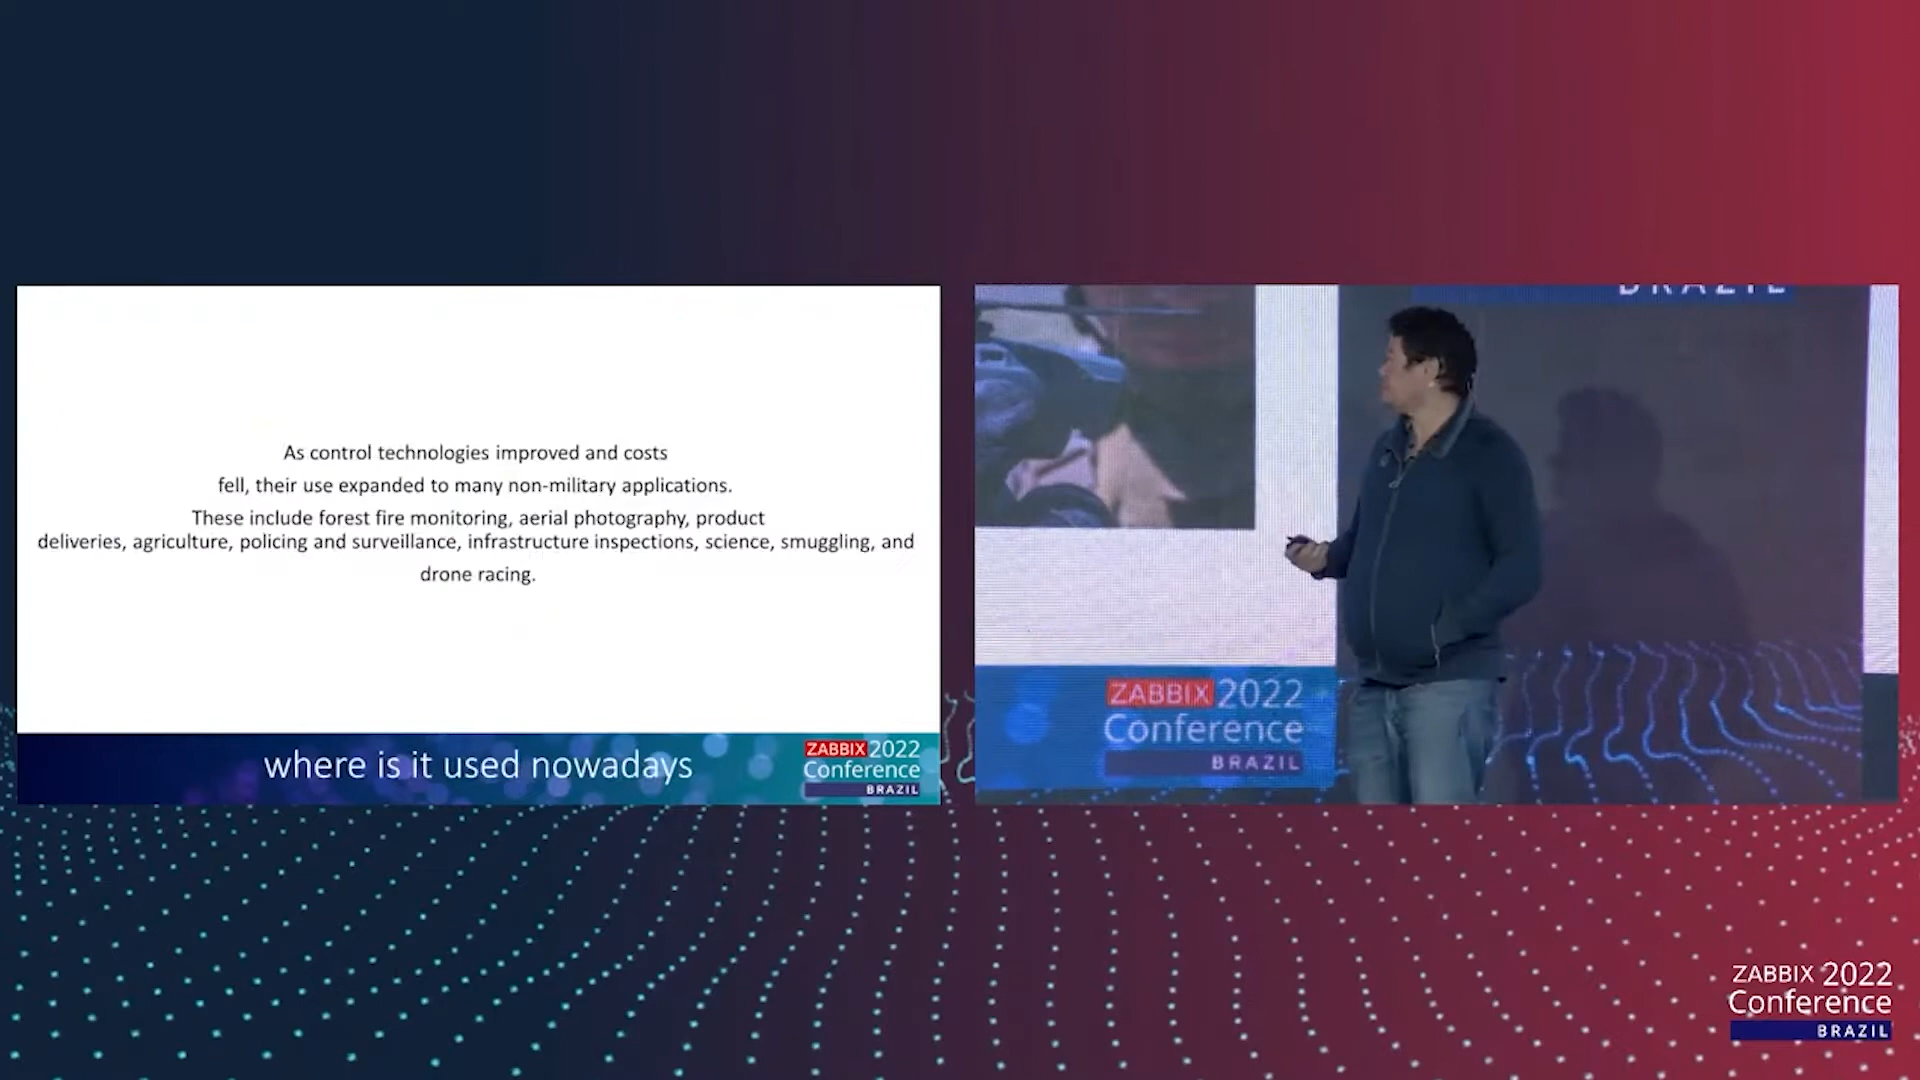 As control technologies improved and costs
fell, their use expanded to many non-military applications.
These include forest fire monitoring, aerial photography, product
deliveries, agriculture, policing and surveillance, infrastructure inspections, science, smuggling, and
drone racing.
where is it used nowadays
ZABBIX 2022
Conference
BRAZIL
BRAZIL
ZABBIX 2022
Conference
BRAZIL
ZABBIX 2022
Conference
BRAZIL